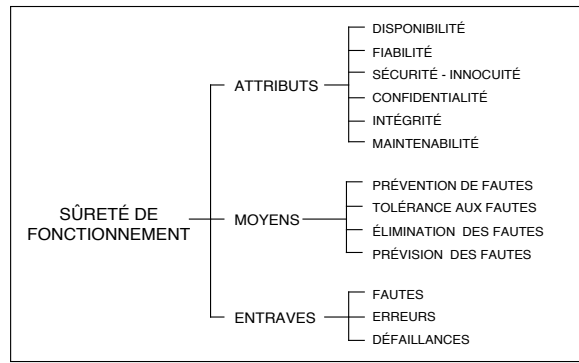 DISPONIBILITÉ
FIABILITÉ
SÉCURITÉ - INNOCUITÉ
ATTRIBUTS
CONFIDENTIALITÉ
INTÉGRITÉ
MAINTENABILITÉ
PRÉVENTION DE FAUTES
TOLÉRANCE AUX FAUTES
SÛRETÉ DE
FONCTIONNEMENT
MOYENS
ÉLIMINATION DES FAUTES
PRÉVISION DES FAUTES
FAUTES
ENTRAVES
ERREURS
DÉFAILLANCES